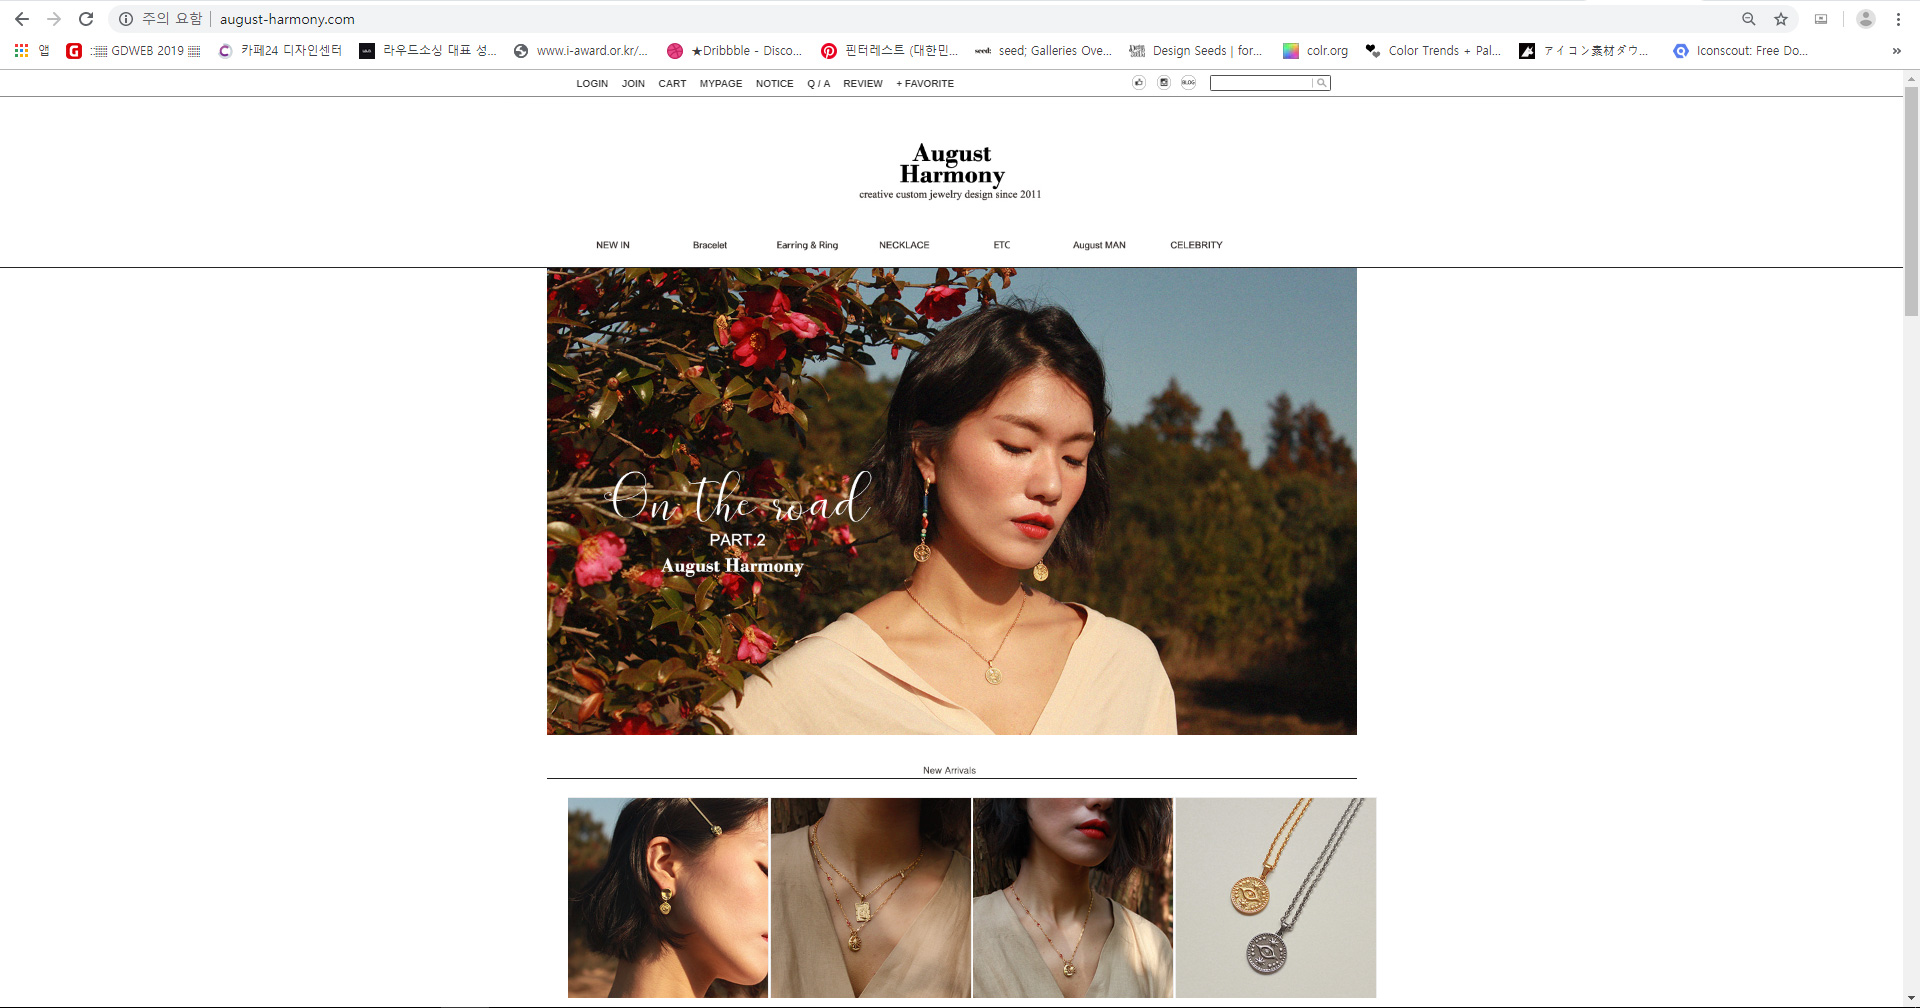 주의 요함 august-harmony.com
앱 GDWEB 2019 카페24 디자인센터 라우드소싱 대표 성... www.i-award.or.kr/... ★Dribbble - Disco... 핀터레스트 (대한민... seed; Galleries Ove... Design Seeds | for... colr.org Color Trends + Pal... アイコン素材ダウ... Iconscout: Free Do... »
LOGIN JOIN CART MYPAGE NOTICE Q / A REVIEW + FAVORITE BLOG
August
Harmony
creative custom jewelry design since 2011
NEW IN Bracelet Earring & Ring NECKLACE ETC August MAN CELEBRITY
On the road
PART.2
August Harmony
New Arrivals